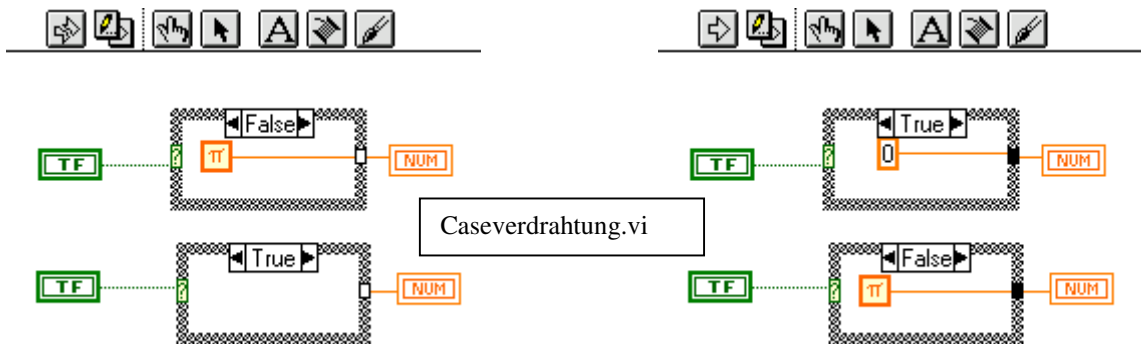 A A
False True
TF ? π NUM TF ? 0 NUM
Caseverdrahtung.vi
True False
TF ? NUM TF ? π NUM